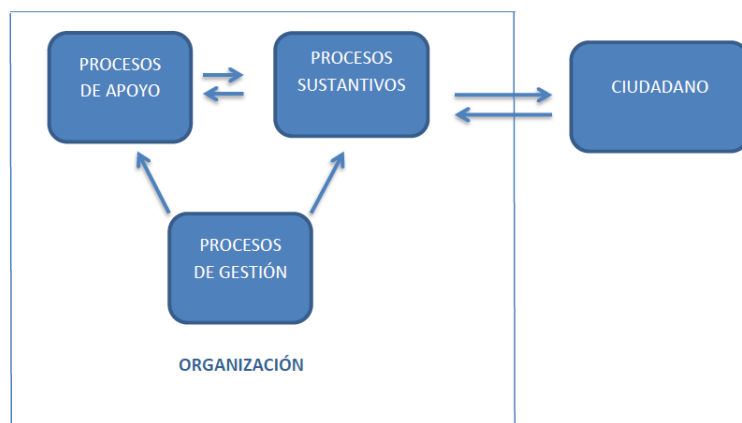 PROCESOS
DE APOYO
PROCESOS
SUSTANTIVOS
CIUDADANO
PROCESOS
DE GESTIÓN
ORGANIZACIÓN